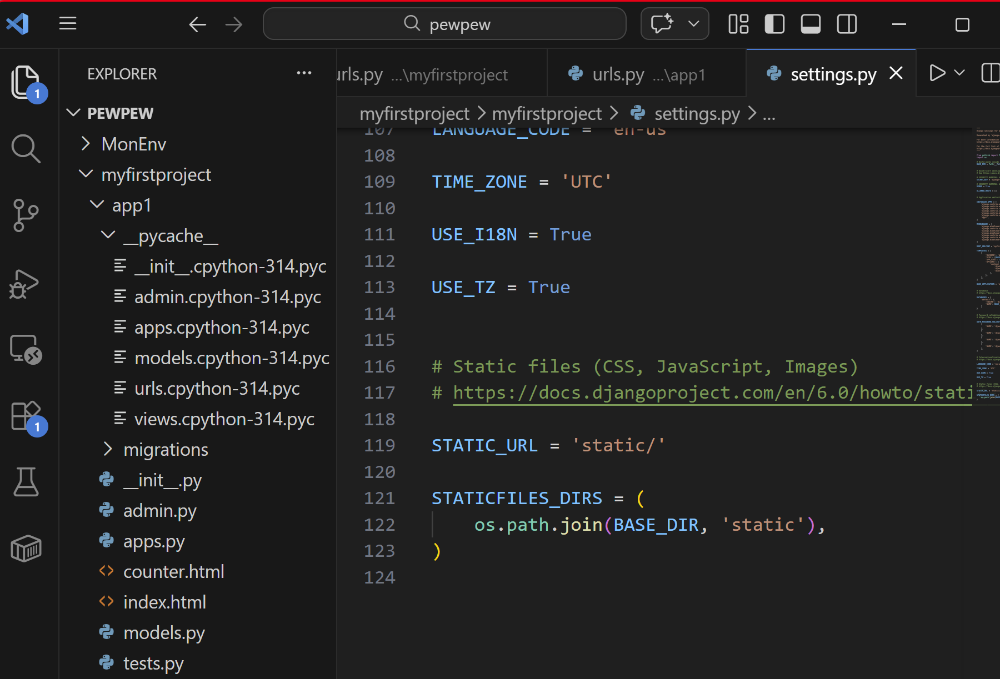 pewpew
EXPLORER
urls.py ...\myfirstproject
urls.py ...\app1
settings.py
1
PEWPEW
myfirstproject > myfirstproject > settings.py > ...
MonEnv
myfirstproject
app1
__pycache__
__init__.cpython-314.pyc
admin.cpython-314.pyc
apps.cpython-314.pyc
models.cpython-314.pyc
urls.cpython-314.pyc
views.cpython-314.pyc
1
migrations
__init__.py
admin.py
apps.py
counter.html
index.html
models.py
tests.py
107 LANGUAGE_CODE = 'en-us
108
109 TIME_ZONE = 'UTC'
110
111 USE_I18N = True
112
113 USE_TZ = True
114
115
116 # Static files (CSS, JavaScript, Images)
117 # https://docs.djangoproject.com/en/6.0/howto/stati
118
119 STATIC_URL = 'static/'
120
121 STATICFILES_DIRS = (
122 os.path.join(BASE_DIR, 'static'),
123 )
124